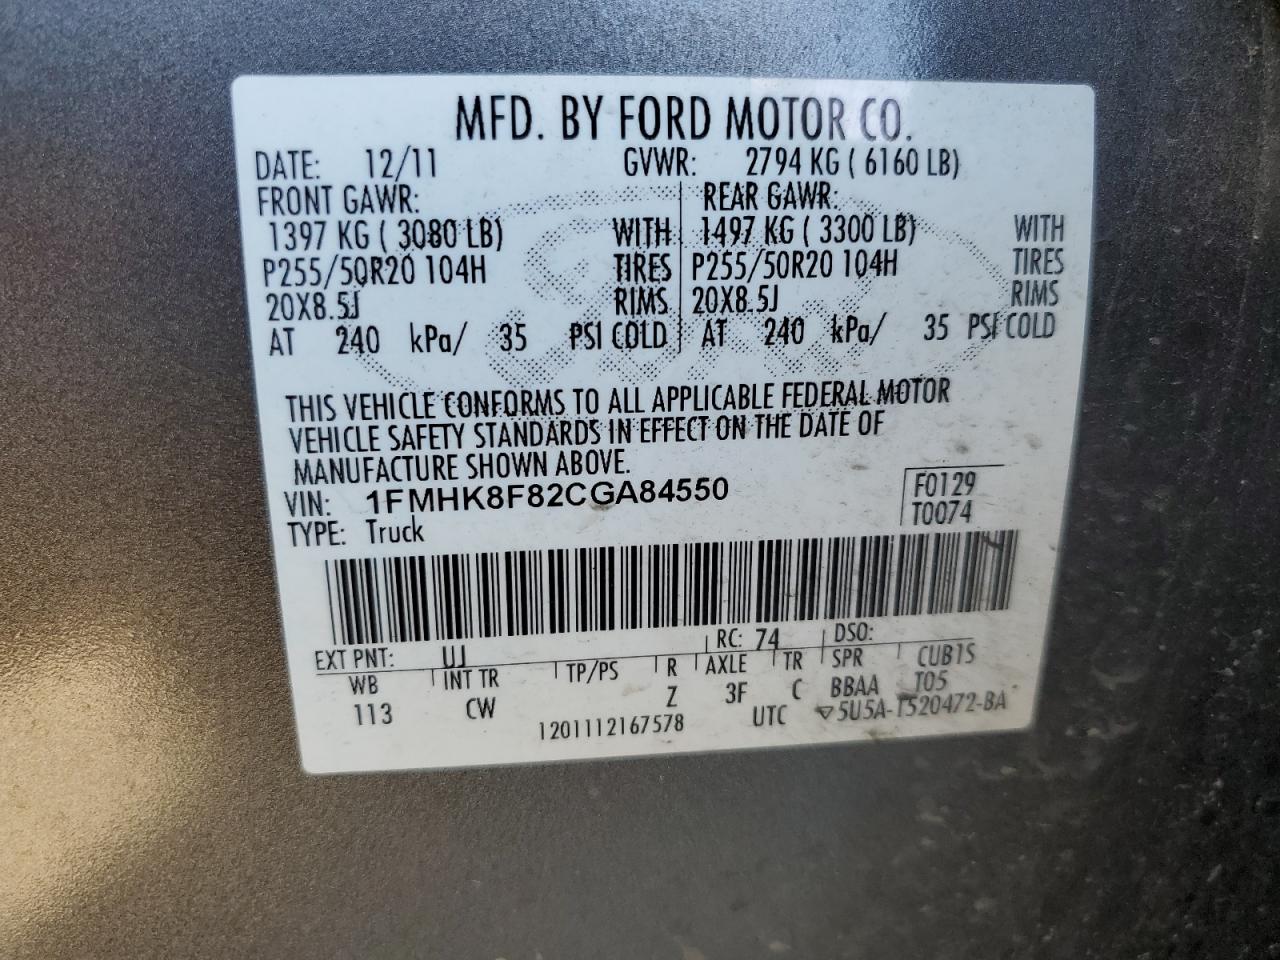 MFD. BY FORD MOTOR CO.
DATE: 12/11 GVWR: 2794 KG ( 6160 LB)
FRONT GAWR: REAR GAWR:
1397 KG ( 3080 LB) WITH 1497 KG ( 3300 LB) WITH
P255/50R20 104H TIRES P255/50R20 104H TIRES
20X8.5J RIMS 20X8.5J RIMS
AT 240 kPa/ 35 PSI COLD AT 240 kPa/ 35 PSI COLD
THIS VEHICLE CONFORMS TO ALL APPLICABLE FEDERAL MOTOR
VEHICLE SAFETY STANDARDS IN EFFECT ON THE DATE OF
MANUFACTURE SHOWN ABOVE.
VIN: 1FMHK8F82CGA84550 F0129
TYPE: Truck T0074
RC: 74 DSO:
EXT PNT: UJ
WB INT TR TP/PS R AXLE TR SPR CUB1S
113 CW Z 3F C BBAA T05
1201112167578 UTC ▽5U5A-1520472-BA